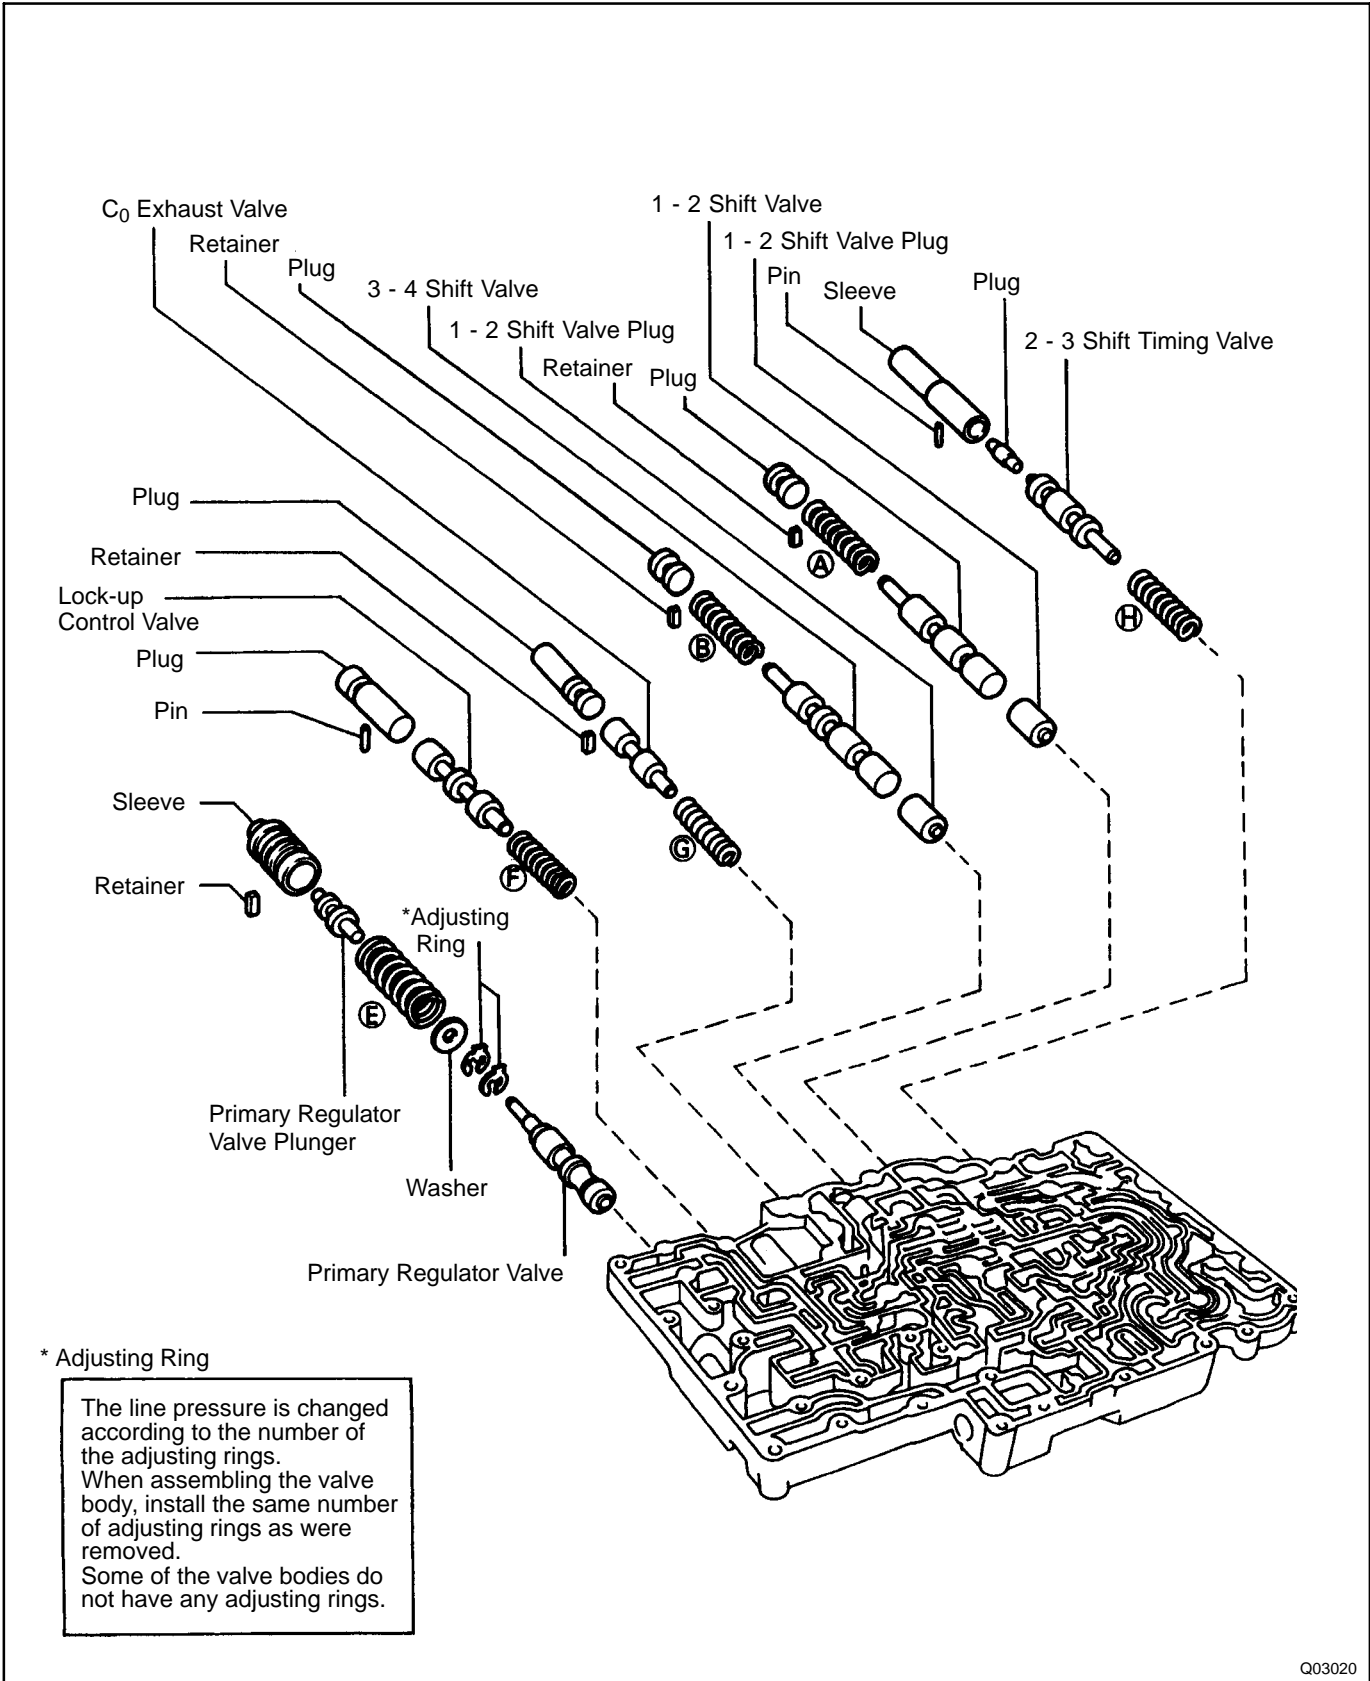 C0 Exhaust Valve
Retainer
Plug
3 - 4 Shift Valve
1 - 2 Shift Valve Plug
Retainer
Plug
1 - 2 Shift Valve
1 - 2 Shift Valve Plug
Pin
Sleeve
Plug
2 - 3 Shift Timing Valve
A
B
H
Plug
Retainer
Lock-up
Control Valve
Plug
Pin
Sleeve
Retainer
G
F
E
*Adjusting
Ring
Primary Regulator
Valve Plunger
Washer
Primary Regulator Valve
* Adjusting Ring
The line pressure is changed
according to the number of
the adjusting rings.
When assembling the valve
body, install the same number
of adjusting rings as were
removed.
Some of the valve bodies do
not have any adjusting rings.
Q03020